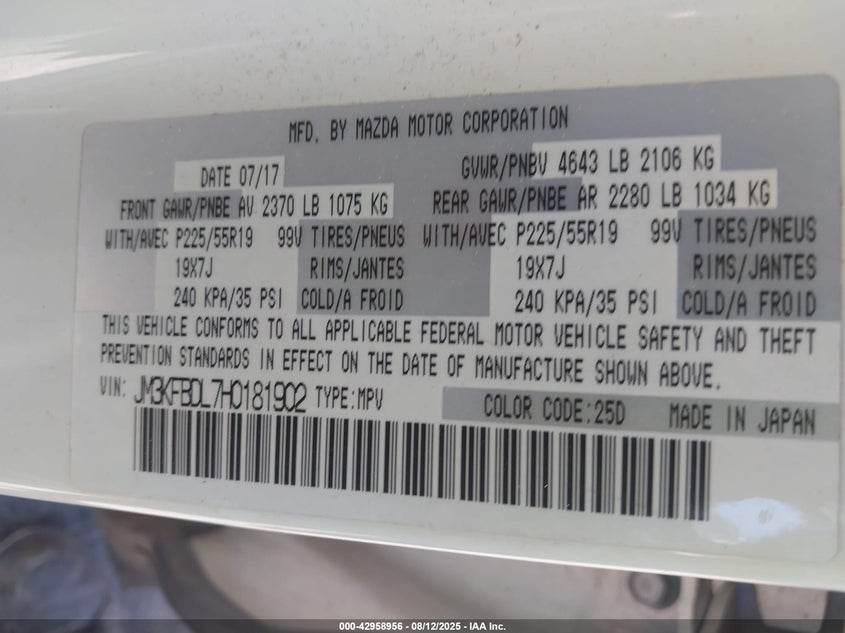 MFD. BY MAZDA MOTOR CORPORATION
DATE 07/17 GVWR/PNBV 4643 LB 2106 KG
FRONT GAWR/PNBE AV 2370 LB 1075 KG REAR GAWR/PNBE AR 2280 LB 1034 KG
WITH/AVEC P225/55R19 99V TIRES/PNEUS WITH/AVEC P225/55R19 99V TIRES/PNEUS
19X7J RIMS/JANTES 19X7J RIMS/JANTES
240 KPA/35 PSI COLD/A FROID 240 KPA/35 PSI COLD/A FROID
THIS VEHICLE CONFORMS TO ALL APPLICABLE FEDERAL MOTOR VEHICLE SAFETY AND THEFT
PREVENTION STANDARDS IN EFFECT ON THE DATE OF MANUFACTURE SHOWN ABOVE.
VIN: JM3KFBDL7H0181902 TYPE:MPV COLOR CODE:25D MADE IN JAPAN
000-42958956 - 08/12/2025 - IAA Inc.